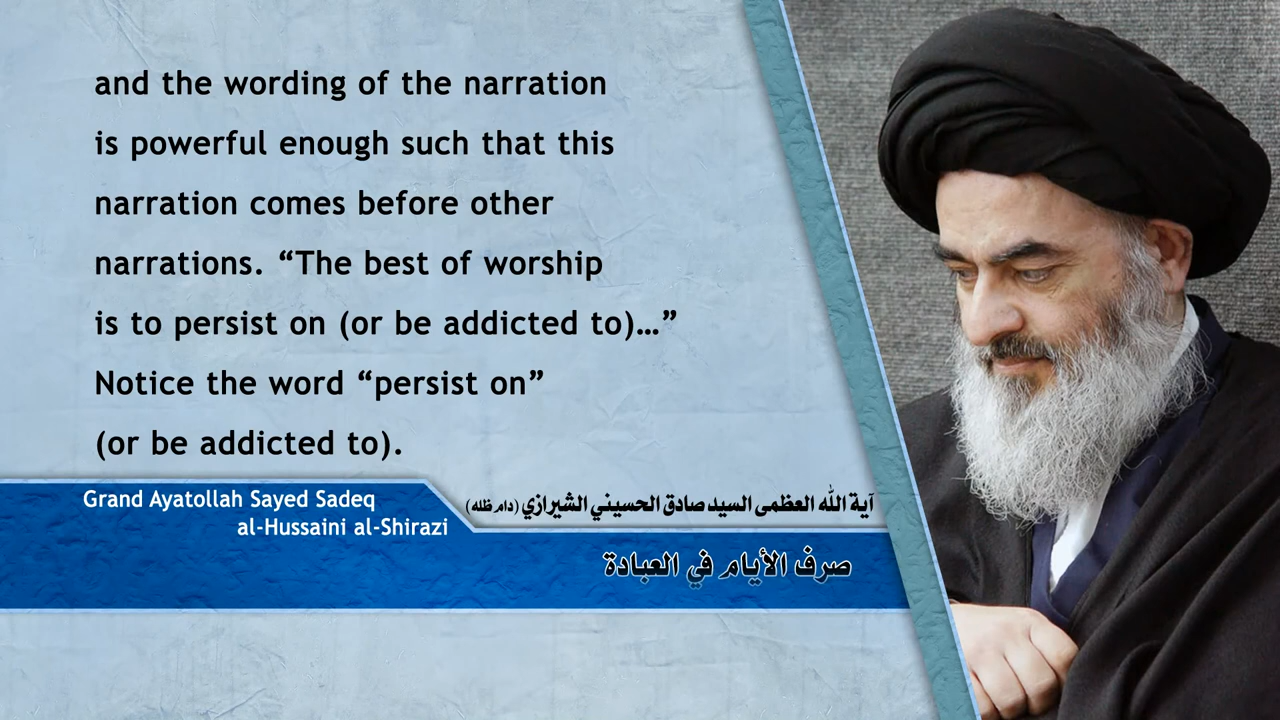 and the wording of the narration
is powerful enough such that this
narration comes before other
narrations. “The best of worship
is to persist on (or be addicted to)...”
Notice the word “persist on”
(or be addicted to).
Grand Ayatollah Sayed Sadeq
al-Hussaini al-Shirazi
آية الله العظمى السيد صادق الحسيني الشيرازي (دام ظله)
صرف الأيام في العبادة